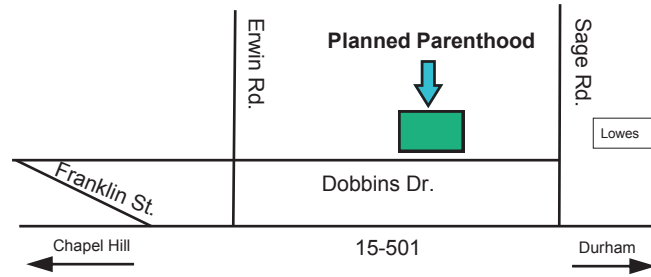 Planned Parenthood
Erwin Rd.
Sage Rd.
Lowes
Franklin St.
Dobbins Dr.
Chapel Hill
15-501
Durham